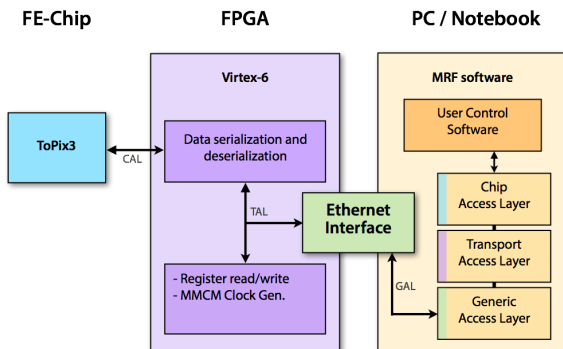 FE-Chip
FPGA
PC / Notebook
Virtex-6
MRF software
ToPix3
CAL
Data serialization and
deserialization
User Control
Software
TAL
Ethernet
Interface
Chip
Access Layer
Transport
Access Layer
- Register read/write
- MMCM Clock Gen.
GAL
Generic
Access Layer